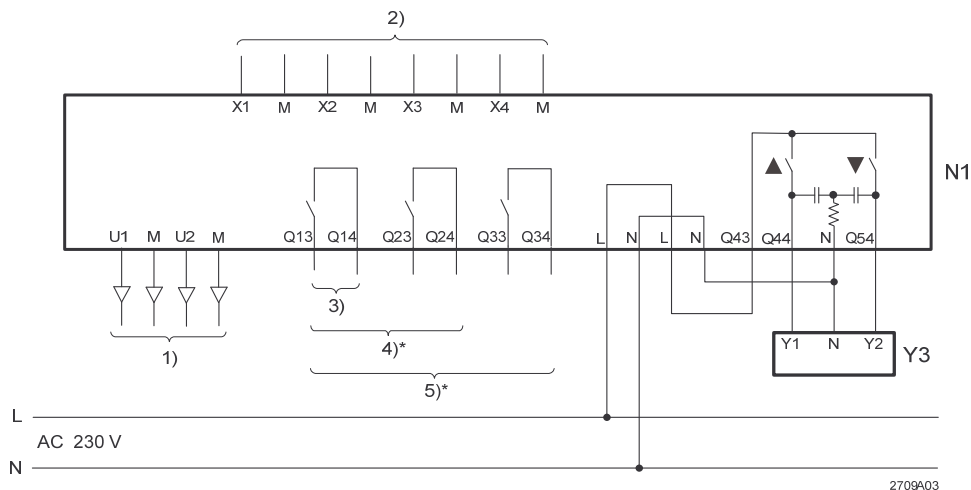 2)
X1 M X2 M X3 M X4 M
N1
U1 M U2 M Q13 Q14 Q23 Q24 Q33 Q34 L N L N Q43 Q44 N Q54
3)
1)
4)*
5)*
Y1 N Y2
Y3
L
AC 230 V
N
2709A03